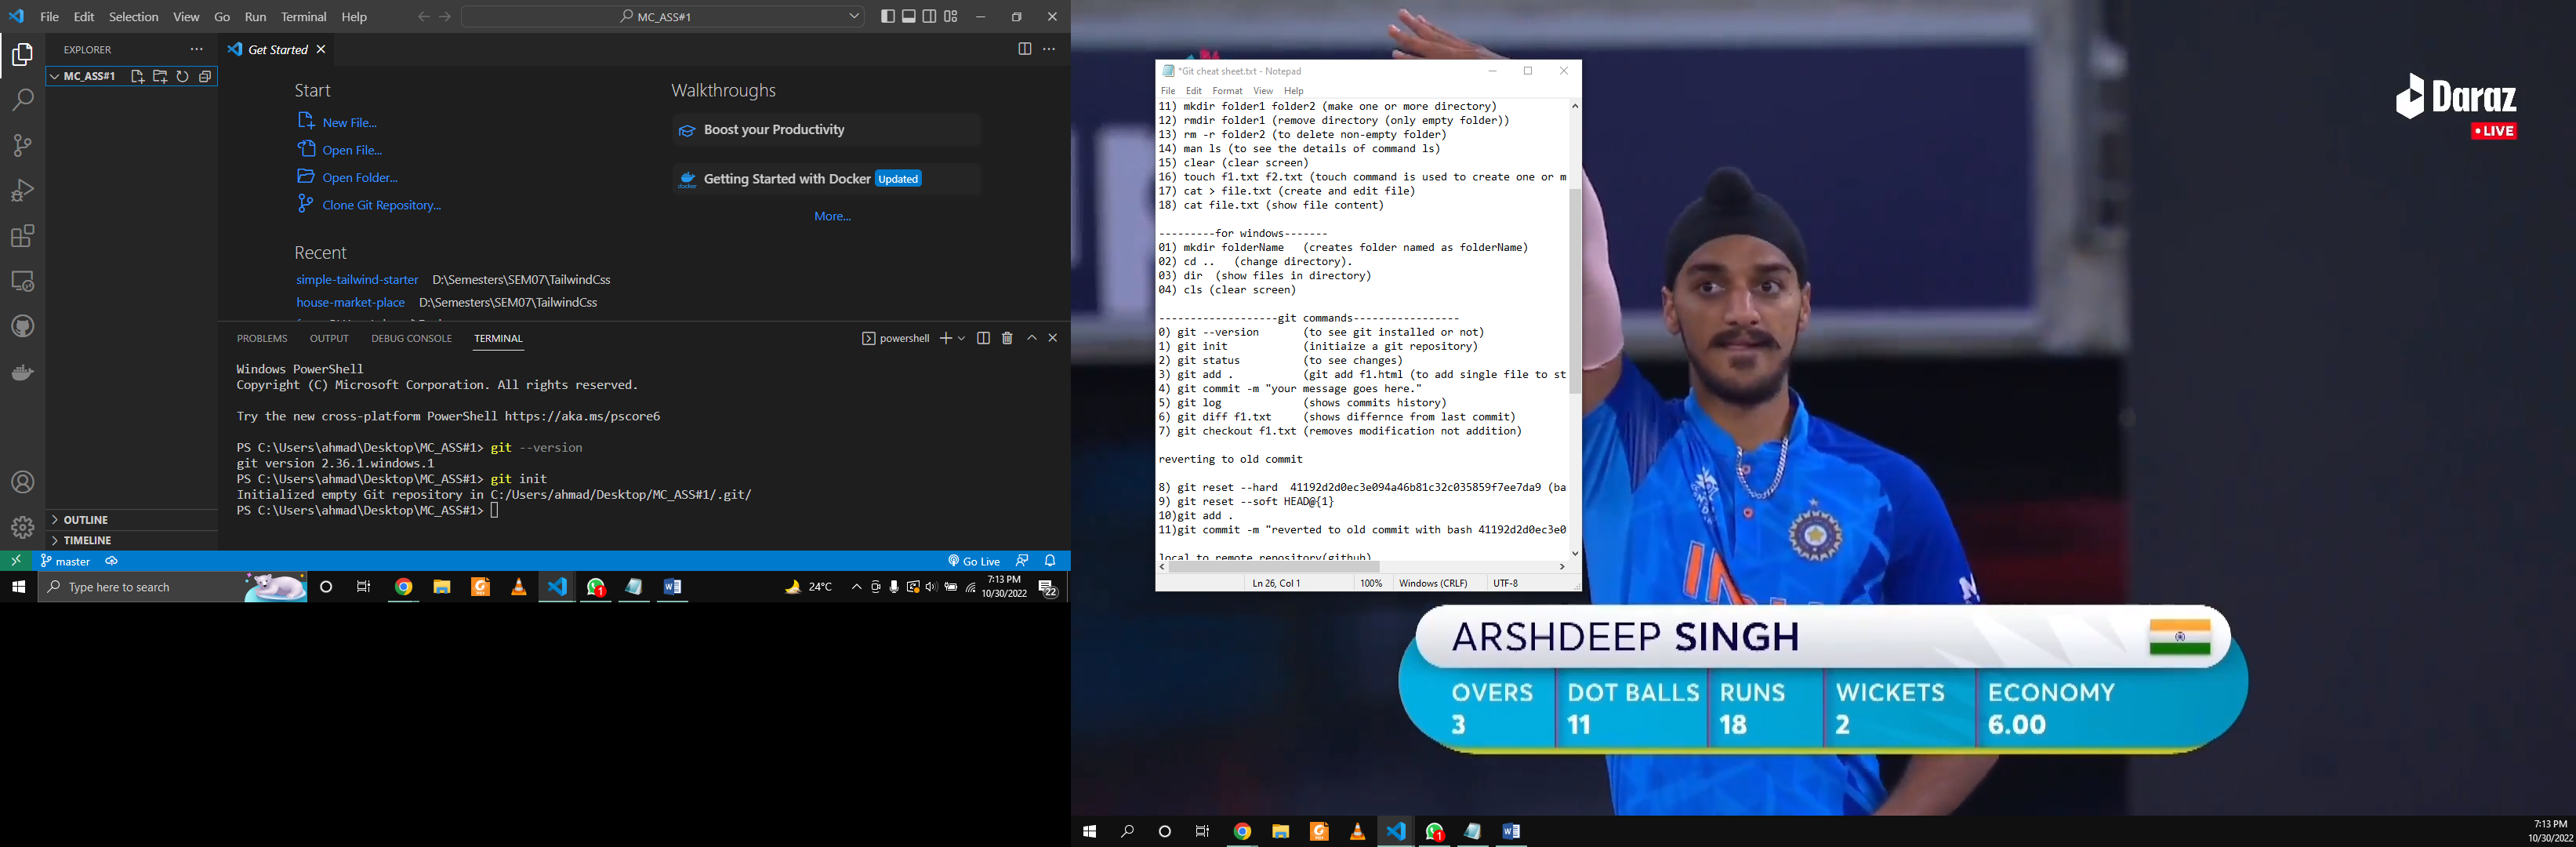 File Edit Selection View Go Run Terminal Help
MC_ASS#1
EXPLORER
MC_ASS#1
OUTLINE
TIMELINE
Get Started
Start
New File...
Open File...
Open Folder...
Clone Git Repository...
Recent
simple-tailwind-starter D:\Semesters\SEM07\TailwindCss
house-market-place D:\Semesters\SEM07\TailwindCss
Walkthroughs
Boost your Productivity
Getting Started with Docker Updated
More...
PROBLEMS OUTPUT DEBUG CONSOLE TERMINAL
powershell
Windows PowerShell
Copyright (C) Microsoft Corporation. All rights reserved.
Try the new cross-platform PowerShell https://aka.ms/pscore6
PS C:\Users\ahmad\Desktop\MC_ASS#1> git --version
git version 2.36.1.windows.1
PS C:\Users\ahmad\Desktop\MC_ASS#1> git init
Initialized empty Git repository in C:/Users/ahmad/Desktop/MC_ASS#1/.git/
PS C:\Users\ahmad\Desktop\MC_ASS#1>
master
Go Live
Type here to search
24°C
7:13 PM
10/30/2022
22
*Git cheat sheet.txt - Notepad
File Edit Format View Help
11) mkdir folder1 folder2 (make one or more directory)
12) rmdir folder1 (remove directory (only empty folder))
13) rm -r folder2 (to delete non-empty folder)
14) man ls (to see the details of command ls)
15) clear (clear screen)
16) touch f1.txt f2.txt (touch command is used to create one or m
17) cat > file.txt (create and edit file)
18) cat file.txt (show file content)
---------for windows-------
01) mkdir folderName (creates folder named as folderName)
02) cd .. (change directory).
03) dir (show files in directory)
04) cls (clear screen)
------------------git commands----------------
0) git --version (to see git installed or not)
1) git init (initiaize a git repository)
2) git status (to see changes)
3) git add . (git add f1.html (to add single file to st
4) git commit -m "your message goes here."
5) git log (shows commits history)
6) git diff f1.txt (shows differnce from last commit)
7) git checkout f1.txt (removes modification not addition)
reverting to old commit
8) git reset --hard 41192d2d0ec3e094a46b81c32c035859f7ee7da9 (ba
9) git reset --soft HEAD@{1}
10)git add .
11)git commit -m "reverted to old commit with bash 41192d2d0ec3e0
local to remote repository(github)
Ln 26, Col 1 100% Windows (CRLF) UTF-8
Daraz
LIVE
ARSHDEEP SINGH
OVERS DOT BALLS RUNS WICKETS ECONOMY
3 11 18 2 6.00
7:13 PM
10/30/2022